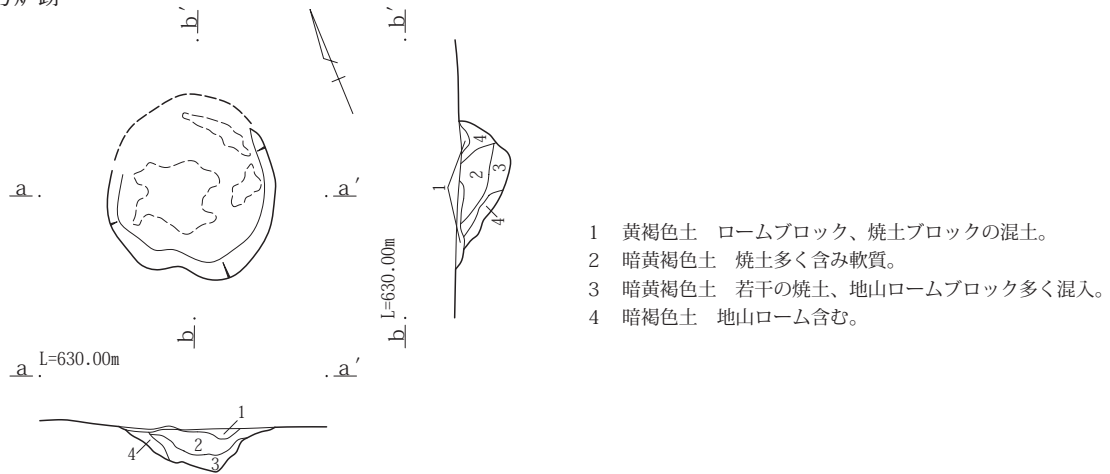 b′
b′
4
3
2
1
4
a
a′
L=630.00m
b
b
a
L=630.00m
a′
1
2
4
3
1 黄褐色土 ロームブロック、焼土ブロックの混土。
2 暗黄褐色土 焼土多く含み軟質。
3 暗黄褐色土 若干の焼土、地山ロームブロック多く混入。
4 暗褐色土 地山ローム含む。